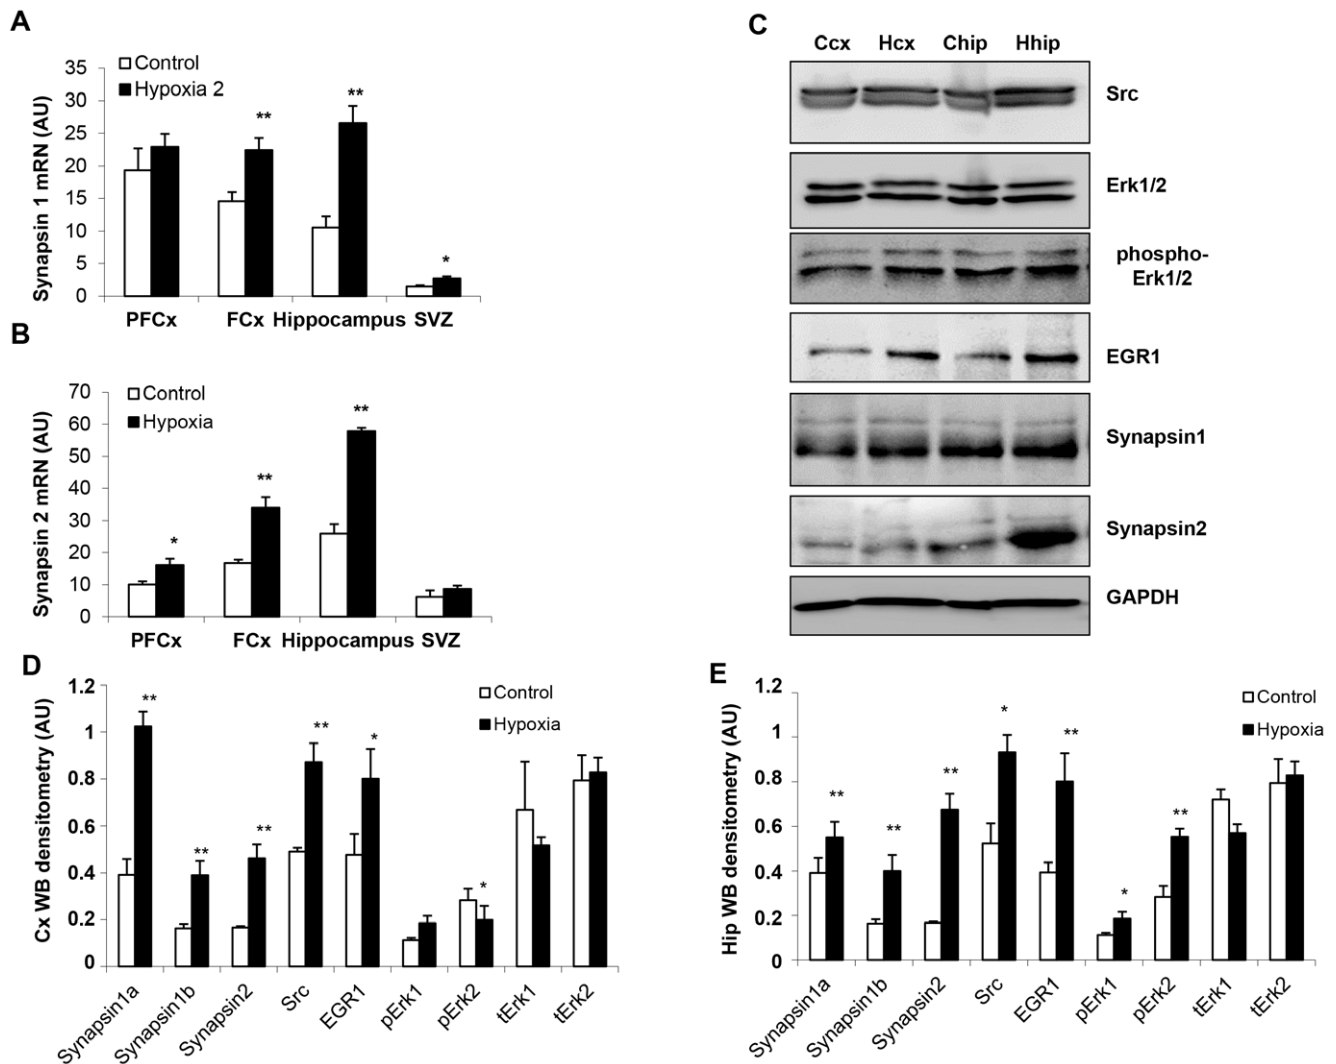 A
Synapsin 1 mRN (AU)
35
30
25
20
15
10
5
0
Control
Hypoxia 2
**
**
*
PFCx FCx Hippocampus SVZ
B
Synapsin 2 mRN (AU)
70
60
50
40
30
20
10
0
Control
Hypoxia
*
**
**
PFCx FCx Hippocampus SVZ
C
Ccx Hcx Chip Hhip
Src
Erk1/2
phospho-
Erk1/2
EGR1
Synapsin1
Synapsin2
GAPDH
D
Cx WB densitometry (AU)
1.2
1
0.8
0.6
0.4
0.2
0
Control
Hypoxia
**
**
**
**
*
*
Synapsin1a
Synapsin1b
Synapsin2
Src
EGR1
pErk1
pErk2
tErk1
tErk2
E
Hip WB densitometry (AU)
1.2
1
0.8
0.6
0.4
0.2
0
Control
Hypoxia
**
**
**
*
**
*
**
Synapsin1a
Synapsin1b
Synapsin2
Src
EGR1
pErk1
pErk2
tErk1
tErk2